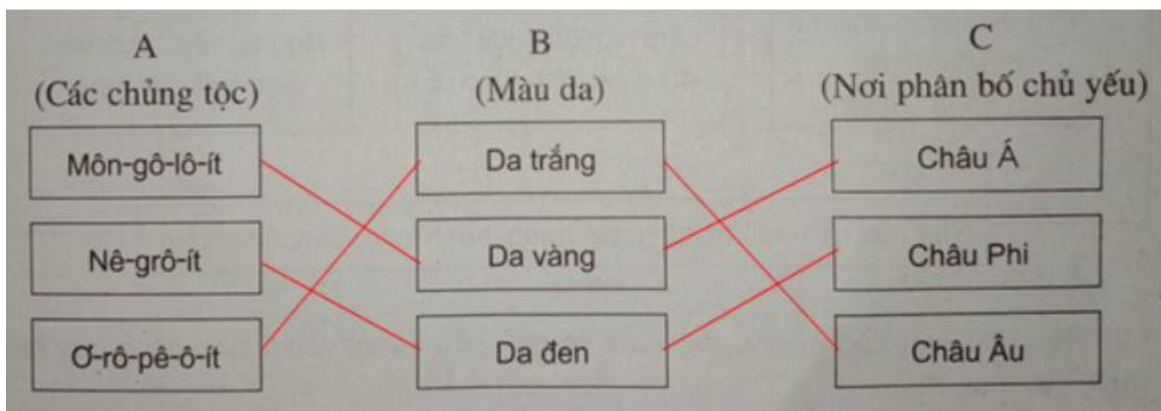 A
B
C
(Các chủng tộc)
(Màu da)
(Nơi phân bố chủ yếu)
Môn-gô-lô-ít
Da trắng
Châu Á
Nê-grô-ít
Da vàng
Châu Phi
Ơ-rô-pê-ô-ít
Da đen
Châu Âu